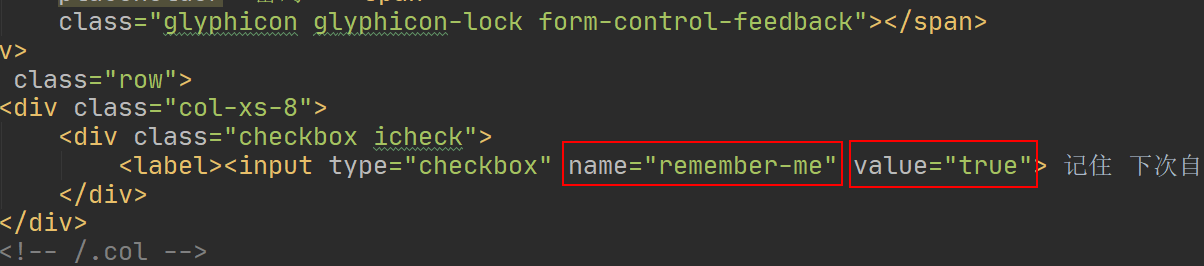 class="glyphicon glyphicon-lock form-control-feedback"></span>
v>
class="row">
<div class="col-xs-8">
<div class="checkbox icheck">
<label><input type="checkbox" name="remember-me" value="true"> 记住 下次自
</div>
</div>
<!-- /.col -->